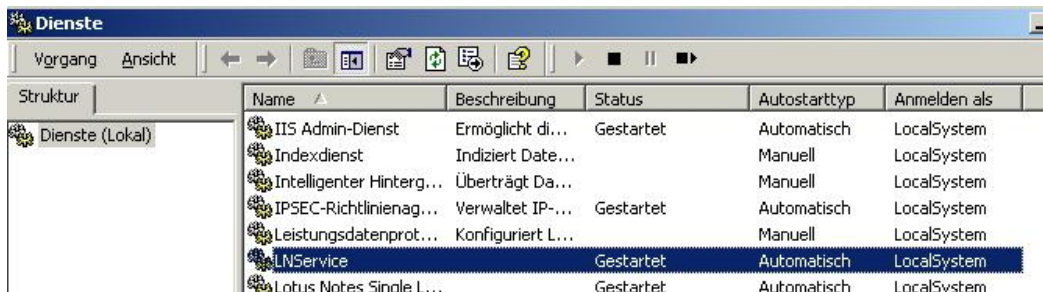 Dienste
Vorgang Ansicht
Struktur
Name Beschreibung Status Autostarttyp Anmelden als
Dienste (Lokal)
IIS Admin-Dienst Ermöglicht di... Gestartet Automatisch LocalSystem
Indexdienst Indiziert Date... Manuell LocalSystem
Intelligenter Hinterg... Überträgt Da... Manuell LocalSystem
IPSEC-Richtlinienag... Verwaltet IP-... Gestartet Automatisch LocalSystem
Leistungsdatenprot... Konfiguriert L... Manuell LocalSystem
LNService Gestartet Automatisch LocalSystem
Lotus Notes Single L... Gestartet Automatisch LocalSystem